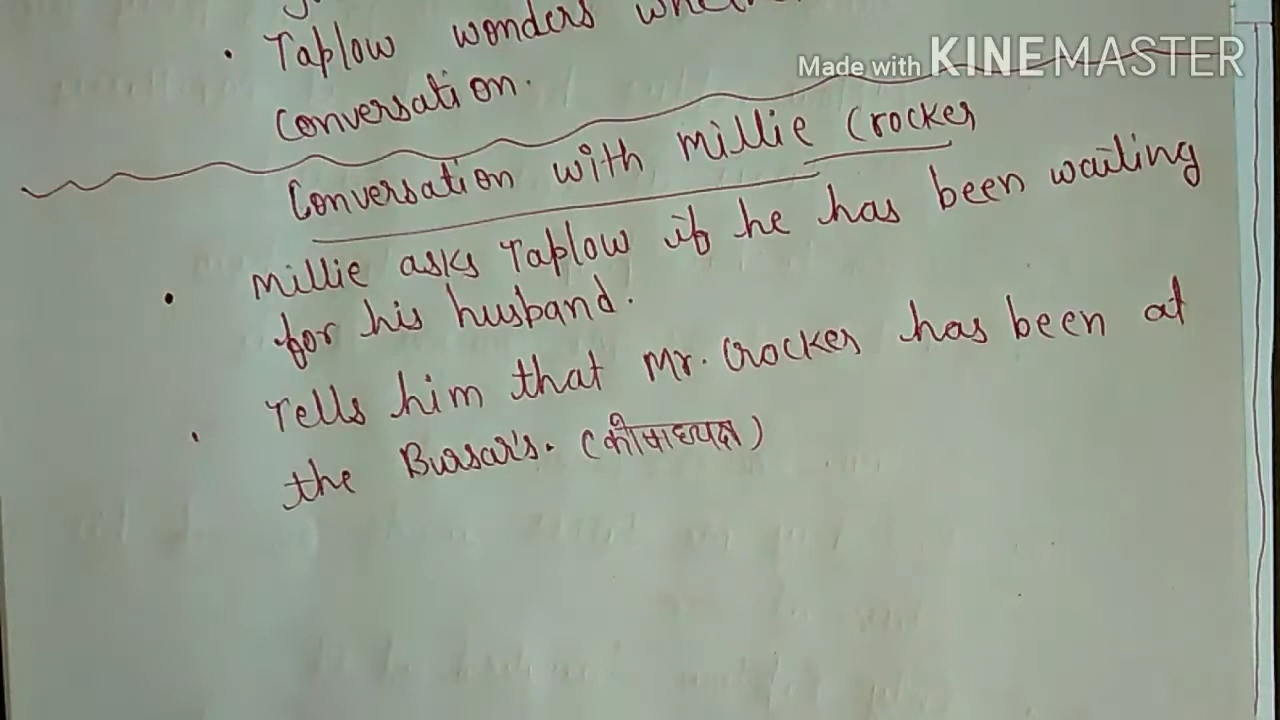 • Taplow wonders
Made with KINEMASTER
Conversation.
Conversation with Millie Crocker
• Millie asks Taplow if he has been waiting
for his husband.
• Tells him that Mr. Crocker has been at
the Bursar's. (कोषाध्यक्ष)